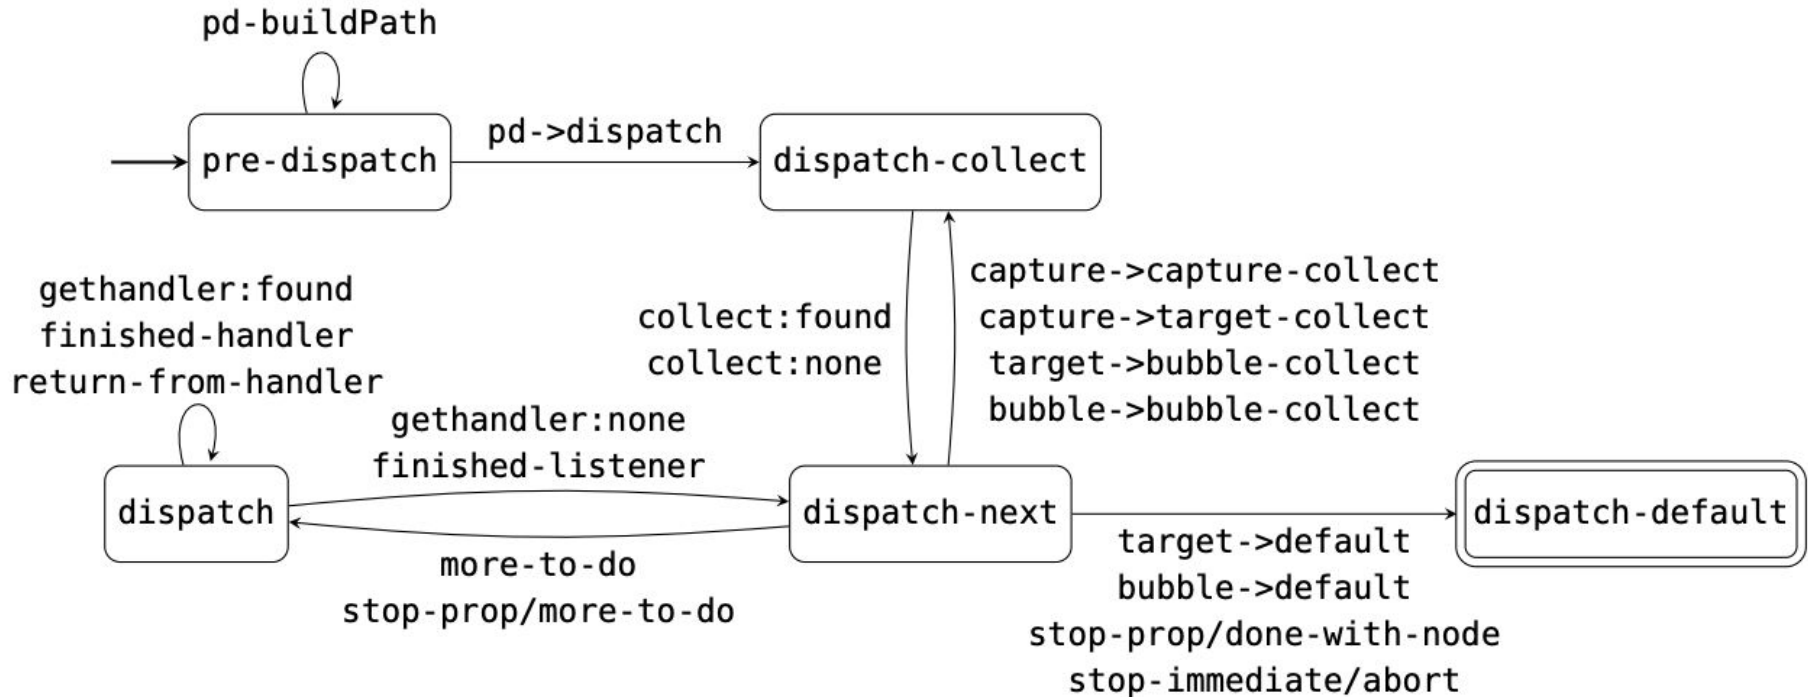 pd-buildPath
pre-dispatch
pd->dispatch
dispatch-collect
gethandler:found
finished-handler
return-from-handler
collect:found
collect:none
capture->capture-collect
capture->target-collect
target->bubble-collect
bubble->bubble-collect
gethandler:none
finished-listener
dispatch
dispatch-next
dispatch-default
more-to-do
stop-prop/more-to-do
target->default
bubble->default
stop-prop/done-with-node
stop-immediate/abort